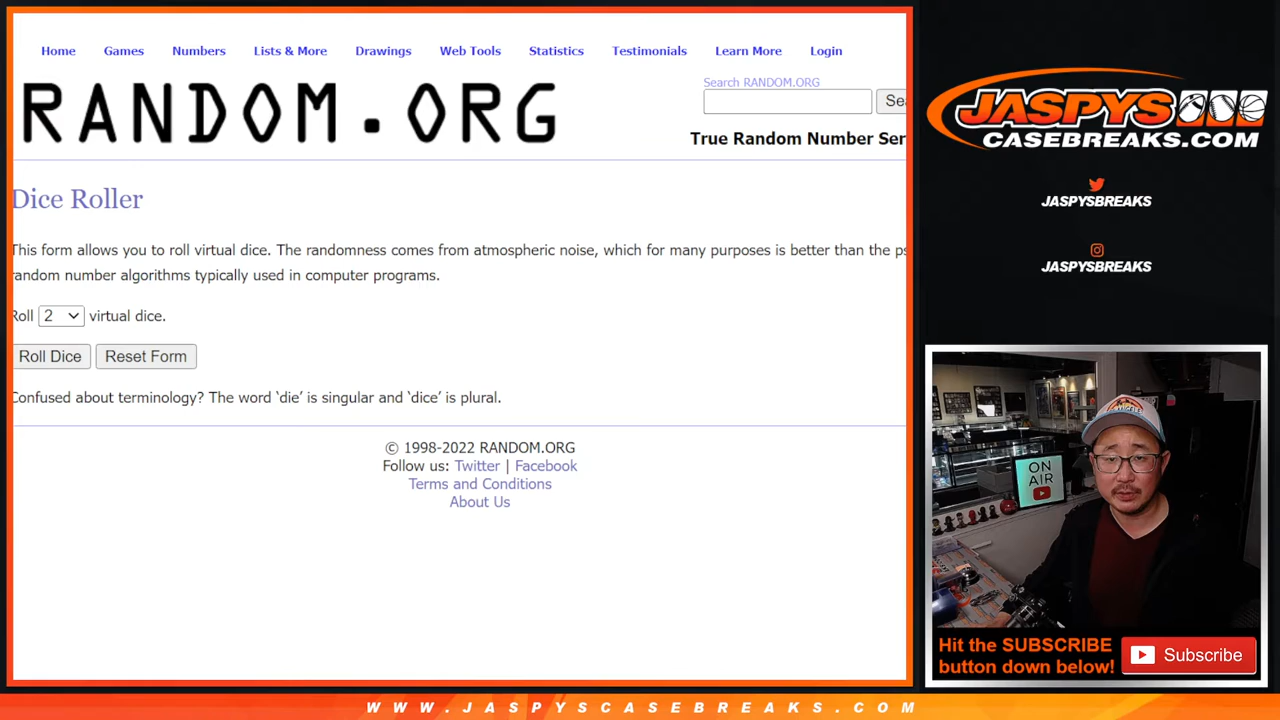 Home Games Numbers Lists & More Drawings Web Tools Statistics Testimonials Learn More Login
RANDOM.ORG
Search RANDOM.ORG
Sea
True Random Number Ser
Dice Roller
This form allows you to roll virtual dice. The randomness comes from atmospheric noise, which for many purposes is better than the ps
random number algorithms typically used in computer programs.
Roll 2 virtual dice.
Roll Dice Reset Form
Confused about terminology? The word ‘die’ is singular and ‘dice’ is plural.
© 1998-2022 RANDOM.ORG
Follow us: Twitter | Facebook
Terms and Conditions
About Us
JASPYS
CASEBREAKS.COM
JASPYSBREAKS
JASPYSBREAKS
ON
AIR
Hit the SUBSCRIBE
button down below!
Subscribe
WWW.JASPYSCASEBREAKS.COM